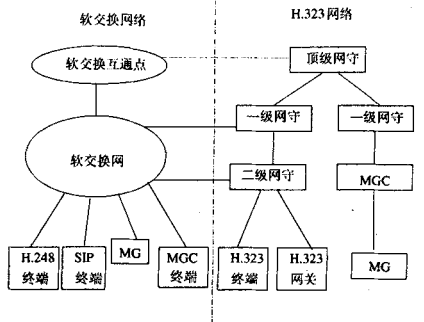 软交换网络
H.323网络
软交换互通点
顶级网守
一级网守
一级网守
软交换网
二级网守
MGC
H.248
终端
SIP
终端
MG
MGC
终端
H.323
终端
H.323
网关
MG